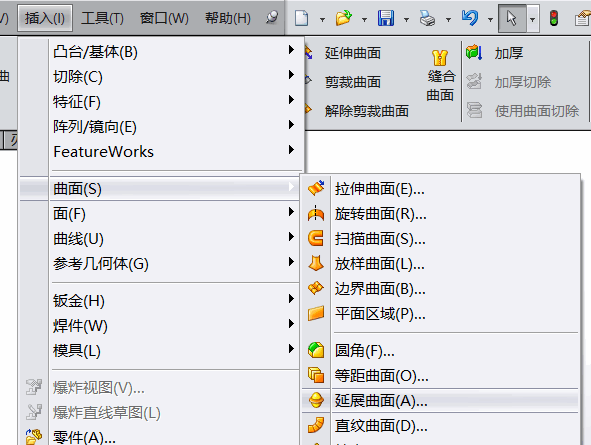 插入(I) 工具(T) 窗口(W) 帮助(H)
延伸曲面
剪裁曲面
解除剪裁曲面
缝合
曲面
加厚
加厚切除
使用曲面切除
曲
凸台/基体(B)
切除(C)
特征(F)
阵列/镜向(E)
FeatureWorks
曲面(S)
面(F)
曲线(U)
参考几何体(G)
钣金(H)
焊件(W)
模具(L)
爆炸视图(V)...
爆炸直线草图(L)
零件(A)...
拉伸曲面(E)...
旋转曲面(R)...
扫描曲面(S)...
放样曲面(L)...
边界曲面(B)...
平面区域(P)...
圆角(F)...
等距曲面(O)...
延展曲面(A)...
直纹曲面(D)...